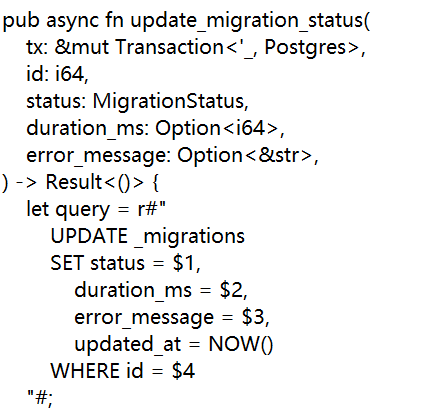 pub async fn update_migration_status(
    tx: &mut Transaction<'_, Postgres>,
    id: i64,
    status: MigrationStatus,
    duration_ms: Option<i64>,
    error_message: Option<&str>,
) -> Result<()> {
    let query = r#"
        UPDATE _migrations
        SET status = $1,
            duration_ms = $2,
            error_message = $3,
            updated_at = NOW()
        WHERE id = $4
    "#;